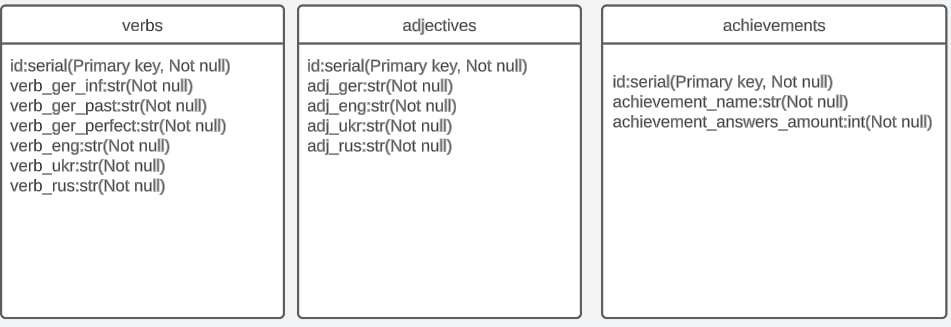 verbs
id:serial(Primary key, Not null)
verb_ger_inf:str(Not null)
verb_ger_past:str(Not null)
verb_ger_perfect:str(Not null)
verb_eng:str(Not null)
verb_ukr:str(Not null)
verb_rus:str(Not null)
adjectives
id:serial(Primary key, Not null)
adj_ger:str(Not null)
adj_eng:str(Not null)
adj_ukr:str(Not null)
adj_rus:str(Not null)
achievements
id:serial(Primary key, Not null)
achievement_name:str(Not null)
achievement_answers_amount:int(Not null)